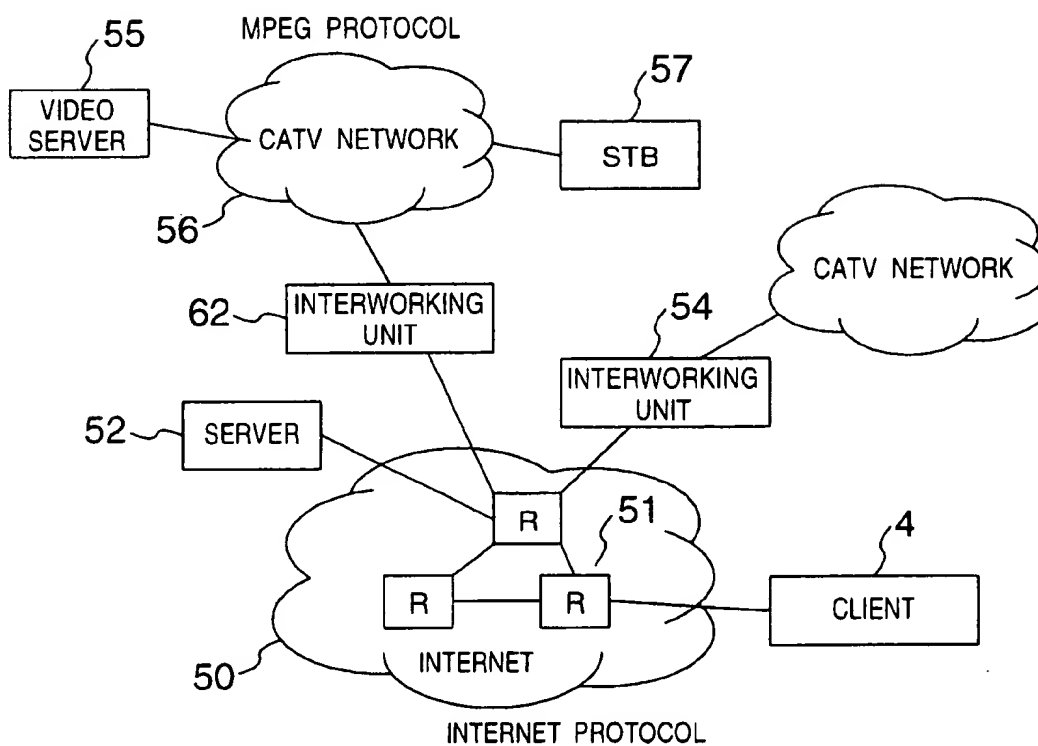 MPEG PROTOCOL
55
57
VIDEO
SERVER
CATV NETWORK
STB
56
CATV NETWORK
62
INTERWORKING
UNIT
54
INTERWORKING
UNIT
52
SERVER
R
51
4
R
R
CLIENT
50
INTERNET
INTERNET PROTOCOL